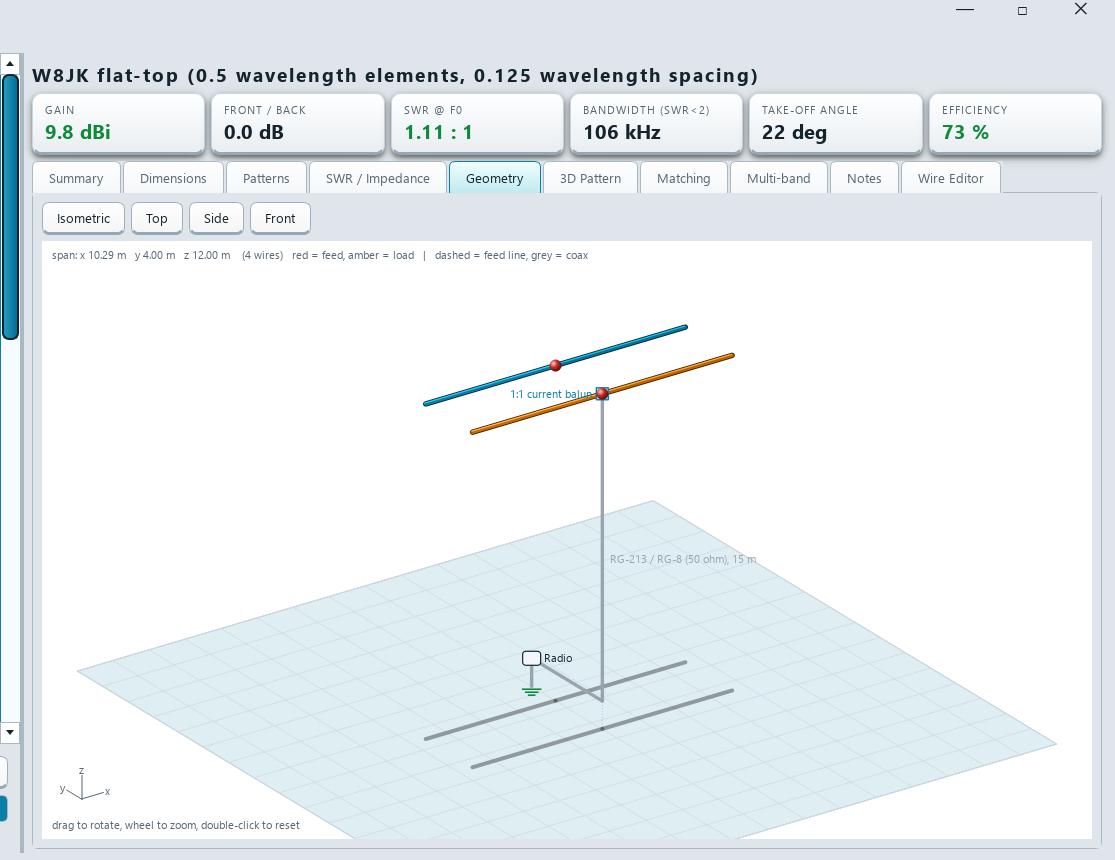 W8JK flat-top (0.5 wavelength elements, 0.125 wavelength spacing)
GAIN
9.8 dBi
FRONT / BACK
0.0 dB
SWR @ F0
1.11 : 1
BANDWIDTH (SWR<2)
106 kHz
TAKE-OFF ANGLE
22 deg
EFFICIENCY
73 %
Summary
Dimensions
Patterns
SWR / Impedance
Geometry
3D Pattern
Matching
Multi-band
Notes
Wire Editor
Isometric
Top
Side
Front
span: x 10.29 m   y 4.00 m   z 12.00 m    (4 wires)   red = feed, amber = load   |   dashed = feed line, grey = coax
1:1 current balun
RG-213 / RG-8 (50 ohm), 15 m
Radio
z
y
x
drag to rotate, wheel to zoom, double-click to reset